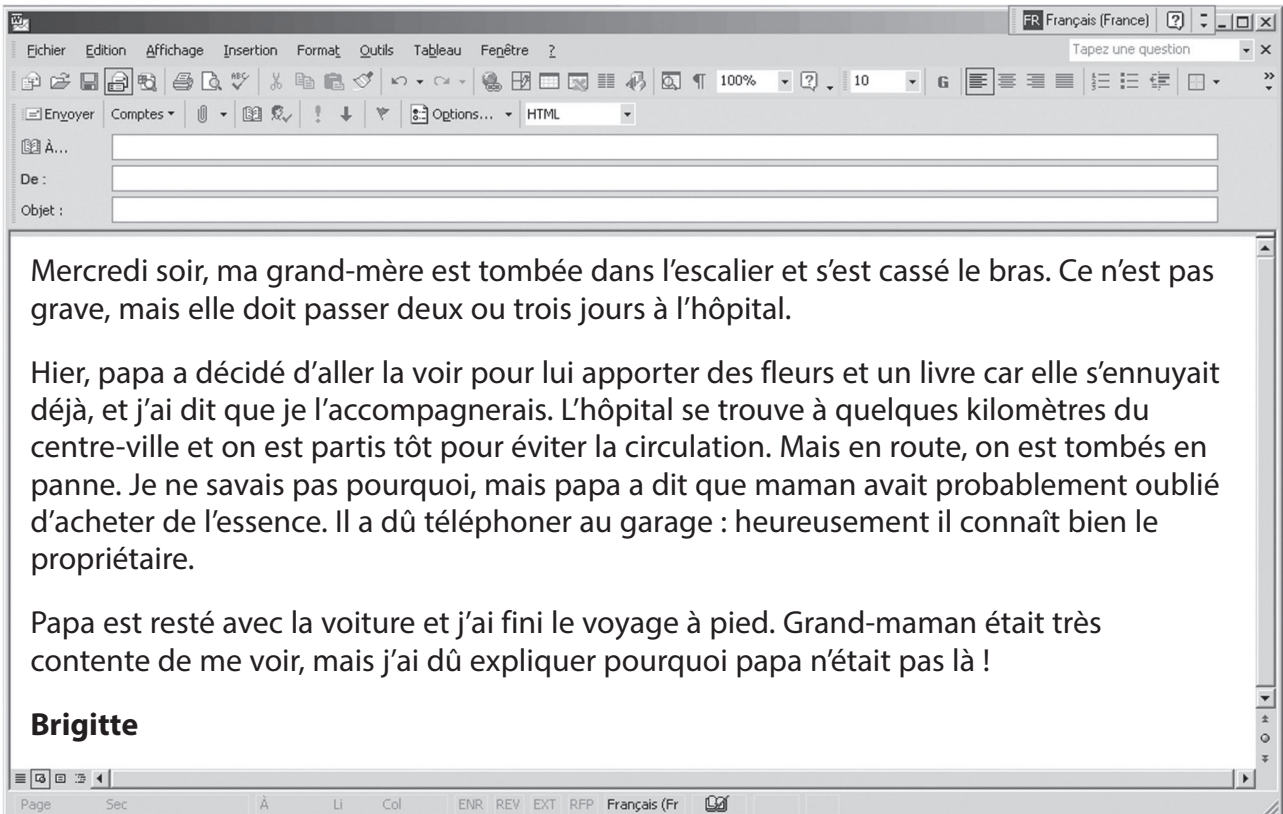 FR Français (France)
Fichier Edition Affichage Insertion Format Outils Tableau Fenêtre ? Tapez une question
100% 10 G
Envoyer Comptes Options... HTML
À...
De :
Objet :
Mercredi soir, ma grand-mère est tombée dans l’escalier et s’est cassé le bras. Ce n’est pas
grave, mais elle doit passer deux ou trois jours à l’hôpital.
Hier, papa a décidé d’aller la voir pour lui apporter des fleurs et un livre car elle s’ennuyait
déjà, et j’ai dit que je l’accompagnerais. L’hôpital se trouve à quelques kilomètres du
centre-ville et on est partis tôt pour éviter la circulation. Mais en route, on est tombés en
panne. Je ne savais pas pourquoi, mais papa a dit que maman avait probablement oublié
d’acheter de l’essence. Il a dû téléphoner au garage : heureusement il connaît bien le
propriétaire.
Papa est resté avec la voiture et j’ai fini le voyage à pied. Grand-maman était très
contente de me voir, mais j’ai dû expliquer pourquoi papa n’était pas là !
Brigitte
Page Sec À Li Col ENR REV EXT RFP Français (Fr